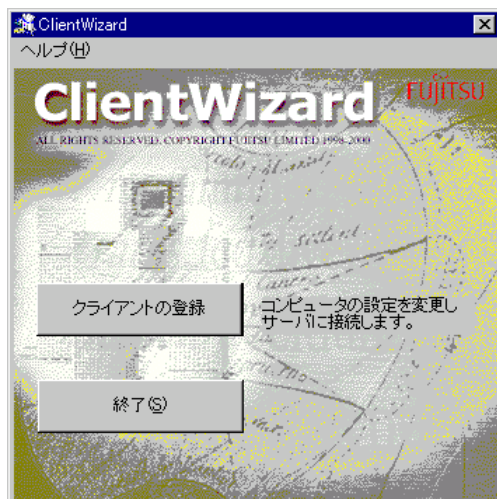 ClientWizard
ヘルプ(H)
ClientWizard
FUJITSU
ALL RIGHTS RESERVED, COPYRIGHT FUJITSU LIMITED 1998-2000
クライアントの登録
コンピュータの設定を変更し
サーバに接続します。
終了(S)